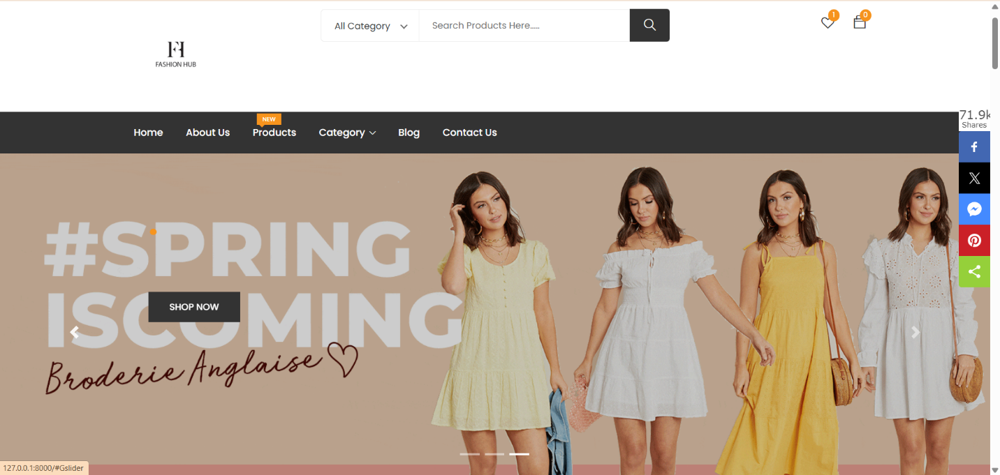 All Category
Search Products Here.....
1
0
FH
FASHION HUB
NEW
Home
About Us
Products
Category
Blog
Contact Us
71.9k
Shares
#SPRING
ISCOMING
SHOP NOW
Broderie Anglaise
127.0.0.1:8000/#Gslider